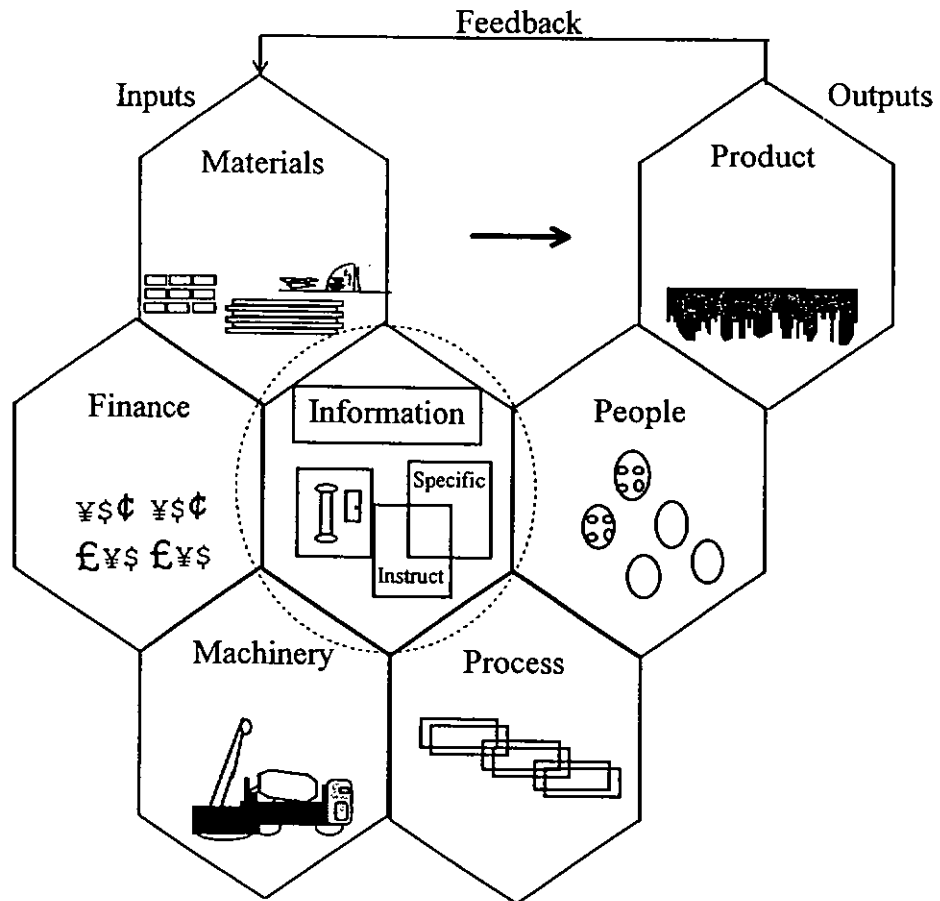 Feedback
Inputs
Outputs
Materials
Product
Finance
Information
People
Specific
¥$¢ ¥$¢
£¥$ £¥$
Instruct
Machinery
Process